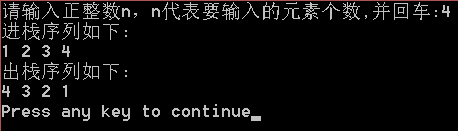 请输入正整数n，n代表要输入的元素个数,并回车:4
进栈序列如下:
1 2 3 4
出栈序列如下:
4 3 2 1
Press any key to continue_